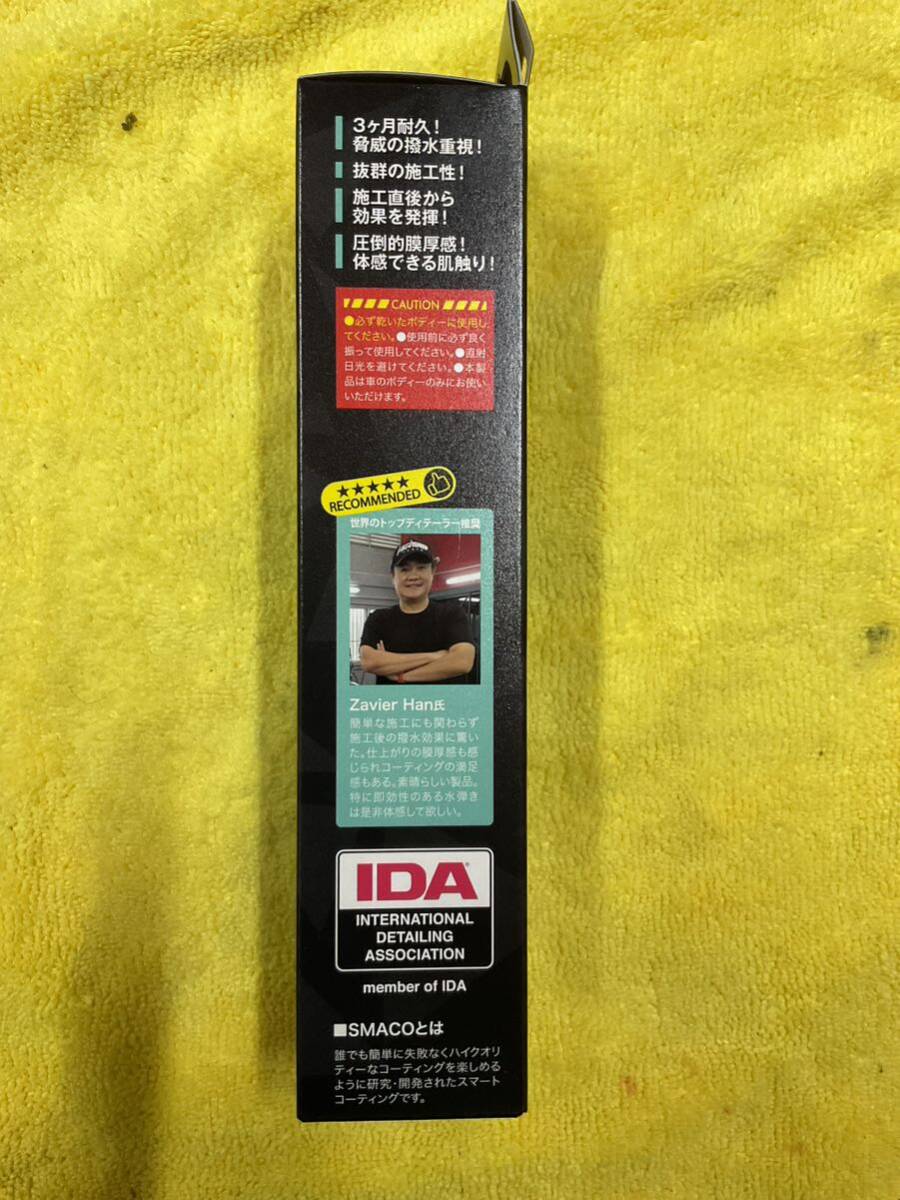 3ヶ月耐久!
脅威の撥水重視!
抜群の施工性!
施工直後から
効果を発揮!
圧倒的膜厚感!
体感できる肌触り!
CAUTION
●必ず乾いたボディーに使用し
てください。●使用前に必ず良く
振って使用してください。●直射
日光を避けてください。●本製
品は車のボディーのみにお使い
いただけます。
★★★★★
RECOMMENDED
世界のトップディテーラー推奨
Zavier Han氏
簡単な施工にも関わらず
施工後の撥水効果に驚い
た。仕上がりの膜厚感も感
じられコーティングの満足
感もある。素晴らしい製品。
特に即効性のある水弾き
は是非体感して欲しい。
IDA
INTERNATIONAL
DETAILING
ASSOCIATION
member of IDA
■SMACOとは
誰でも簡単に失敗なくハイクオリ
ティーなコーティングを楽しめる
ように研究・開発されたスマート
コーティングです。